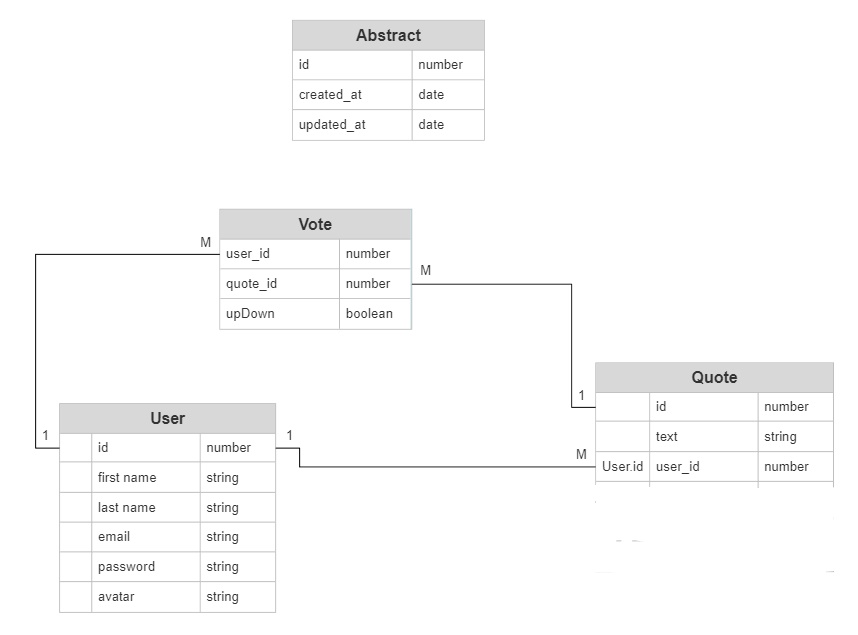 Abstract
id number
created_at date
updated_at date
Vote
M
user_id number
quote_id number
M
upDown boolean
Quote
1
id number
text string
M
User.id user_id number
User
1
id number
1
first name string
last name string
email string
password string
avatar string